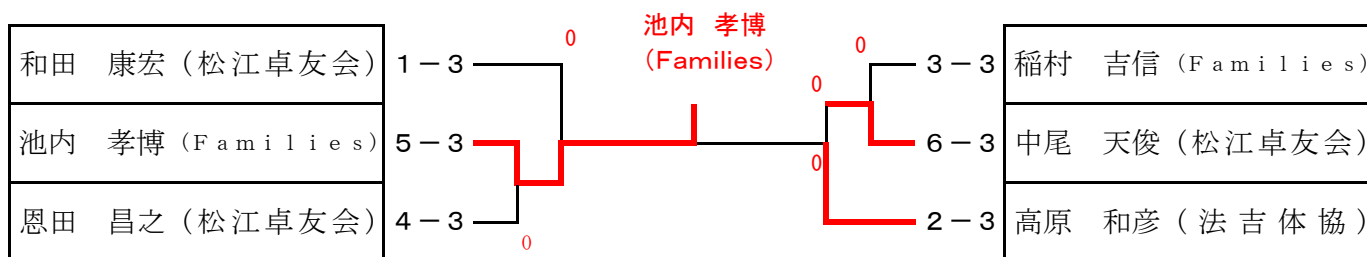 池内 孝博
(Families)
0
0
0
0
0
和田 康宏 (松江卓友会) 1-3
池内 孝博 (Families) 5-3
恩田 昌之 (松江卓友会) 4-3
3-3 稲村 吉信 (Families)
6-3 中尾 天俊 (松江卓友会)
2-3 高原 和彦 (法吉体協)